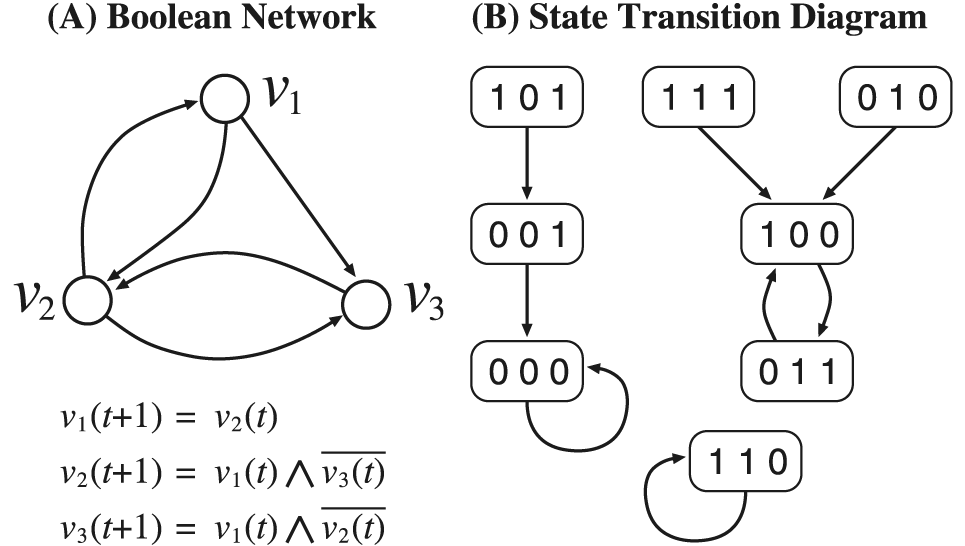 (A) Boolean Network
v1
v2
v3
v1(t+1) = v2(t)
v2(t+1) = v1(t) ∧ v̅3̅(̅t̅)̅
v3(t+1) = v1(t) ∧ v̅2̅(̅t̅)̅
(B) State Transition Diagram
1 0 1
1 1 1
0 1 0
0 0 1
1 0 0
0 0 0
0 1 1
1 1 0